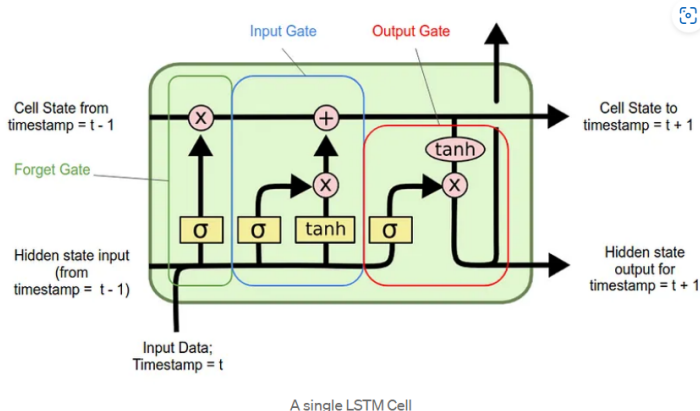 Input Gate
Output Gate
Cell State from
timestamp = t - 1
x
+
Cell State to
timestamp = t + 1
tanh
Forget Gate
x
x
σ
σ
tanh
σ
Hidden state input
(from
timestamp = t - 1)
Hidden state
output for
timestamp = t + 1
Input Data;
Timestamp = t
A single LSTM Cell